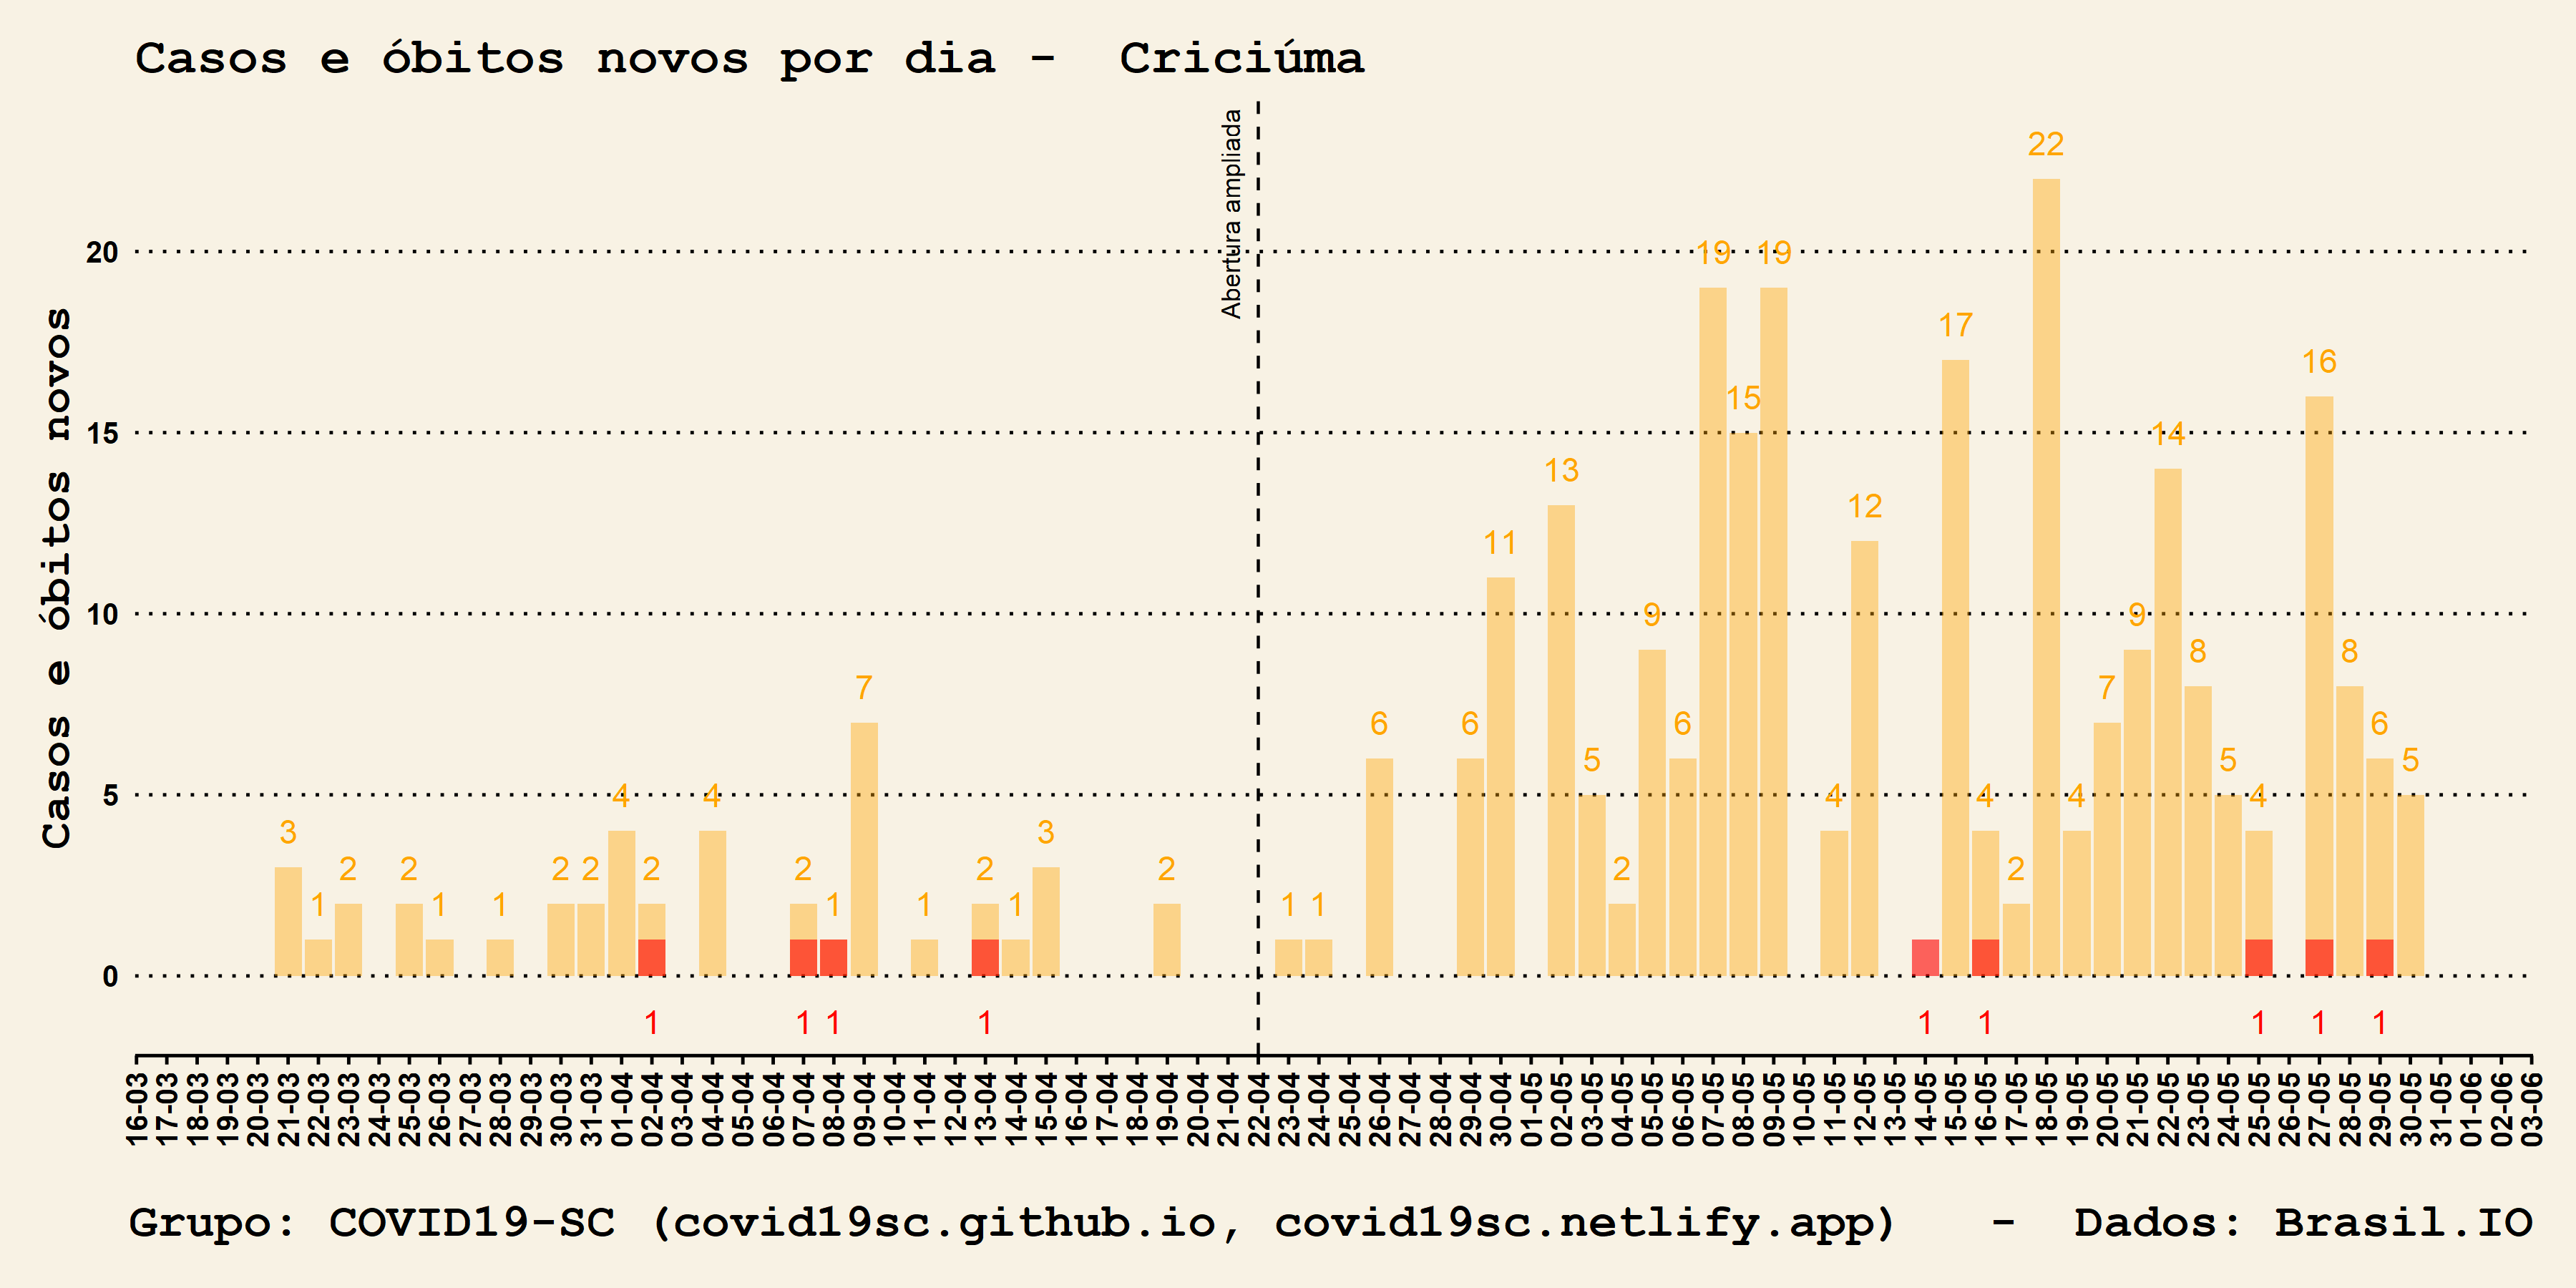 Casos e óbitos novos por dia -  Criciúma
Abertura ampliada
Casos e óbitos novos
20
15
10
5
0
3 1 2 2 1 1 2 2 4 2 4 2 1 7 1 2 1 3 2 1 1 6 6 11 13 5 2 9 6 19 15 19 4 12 17 4 2 22 4 7 9 14 8 5 4 16 8 6 5
1 1 1 1 1 1 1 1 1
16-03 17-03 18-03 19-03 20-03 21-03 22-03 23-03 24-03 25-03 26-03 27-03 28-03 29-03 30-03 31-03 01-04 02-04 03-04 04-04 05-04 06-04 07-04 08-04 09-04 10-04 11-04 12-04 13-04 14-04 15-04 16-04 17-04 18-04 19-04 20-04 21-04 22-04 23-04 24-04 25-04 26-04 27-04 28-04 29-04 30-04 01-05 02-05 03-05 04-05 05-05 06-05 07-05 08-05 09-05 10-05 11-05 12-05 13-05 14-05 15-05 16-05 17-05 18-05 19-05 20-05 21-05 22-05 23-05 24-05 25-05 26-05 27-05 28-05 29-05 30-05 31-05 01-06 02-06 03-06
Grupo: COVID19-SC (covid19sc.github.io, covid19sc.netlify.app)   -  Dados: Brasil.IO